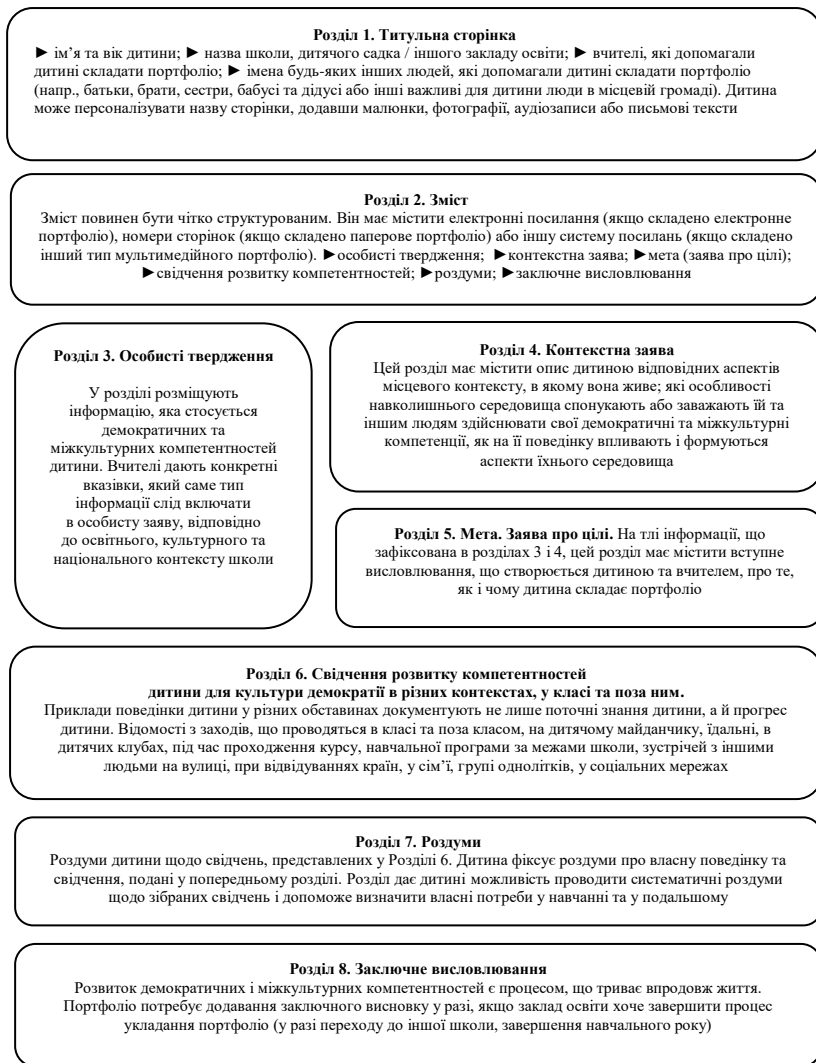 Розділ 1. Титульна сторінка
► ім’я та вік дитини; ► назва школи, дитячого садка / іншого закладу освіти; ► вчителі, які допомагали
дитині складати портфоліо; ► імена будь-яких інших людей, які допомагали дитині складати портфоліо
(напр., батьки, брати, сестри, бабусі та дідусі або інші важливі для дитини люди в місцевій громаді). Дитина
може персоналізувати назву сторінки, додавши малюнки, фотографії, аудіозаписи або письмові тексти
Розділ 2. Зміст
Зміст повинен бути чітко структурованим. Він має містити електронні посилання (якщо складено електронне
портфоліо), номери сторінок (якщо складено паперове портфоліо) або іншу систему посилань (якщо складено
інший тип мультимедійного портфоліо). ►особисті твердження; ►контекстна заява; ►мета (заява про цілі);
►свідчення розвитку компетентностей; ►роздуми; ►заключне висловлювання
Розділ 3. Особисті твердження
У розділі розміщують
інформацію, яка стосується
демократичних та
міжкультурних компетентностей
дитини. Вчителі дають конкретні
вказівки, який саме тип
інформації слід включати
в особисту заяву, відповідно
до освітнього, культурного та
національного контексту школи
Розділ 4. Контекстна заява
Цей розділ має містити опис дитиною відповідних аспектів
місцевого контексту, в якому вона живе; які особливості
навколишнього середовища спонукають або заважають їй та
іншим людям здійснювати свої демократичні та міжкультурні
компетенції, як на її поведінку впливають і формуються
аспекти їхнього середовища
Розділ 5. Мета. Заява про цілі. На тлі інформації, що
зафіксована в розділах 3 і 4, цей розділ має містити вступне
висловлювання, що створюється дитиною та вчителем, про те,
як і чому дитина складає портфоліо
Розділ 6. Свідчення розвитку компетентностей
дитини для культури демократії в різних контекстах, у класі та поза ним.
Приклади поведінки дитини у різних обставинах документують не лише поточні знання дитини, а й прогрес
дитини. Відомості з заходів, що проводяться в класі та поза класом, на дитячому майданчику, їдальні, в
дитячих клубах, під час проходження курсу, навчальної програми за межами школи, зустрічей з іншими
людьми на вулиці, при відвідуваннях країн, у сім’ї, групі однолітків, у соціальних мережах
Розділ 7. Роздуми
Роздуми дитини щодо свідчень, представлених у Розділі 6. Дитина фіксує роздуми про власну поведінку та
свідчення, подані у попередньому розділі. Розділ дає дитині можливість проводити систематичні роздуми
щодо зібраних свідчень і допоможе визначити власні потреби у навчанні та у подальшому
Розділ 8. Заключне висловлювання
Розвиток демократичних і міжкультурних компетентностей є процесом, що триває впродовж життя.
Портфоліо потребує додавання заключного висновку у разі, якщо заклад освіти хоче завершити процес
укладання портфоліо (у разі переходу до іншої школи, завершення навчального року)